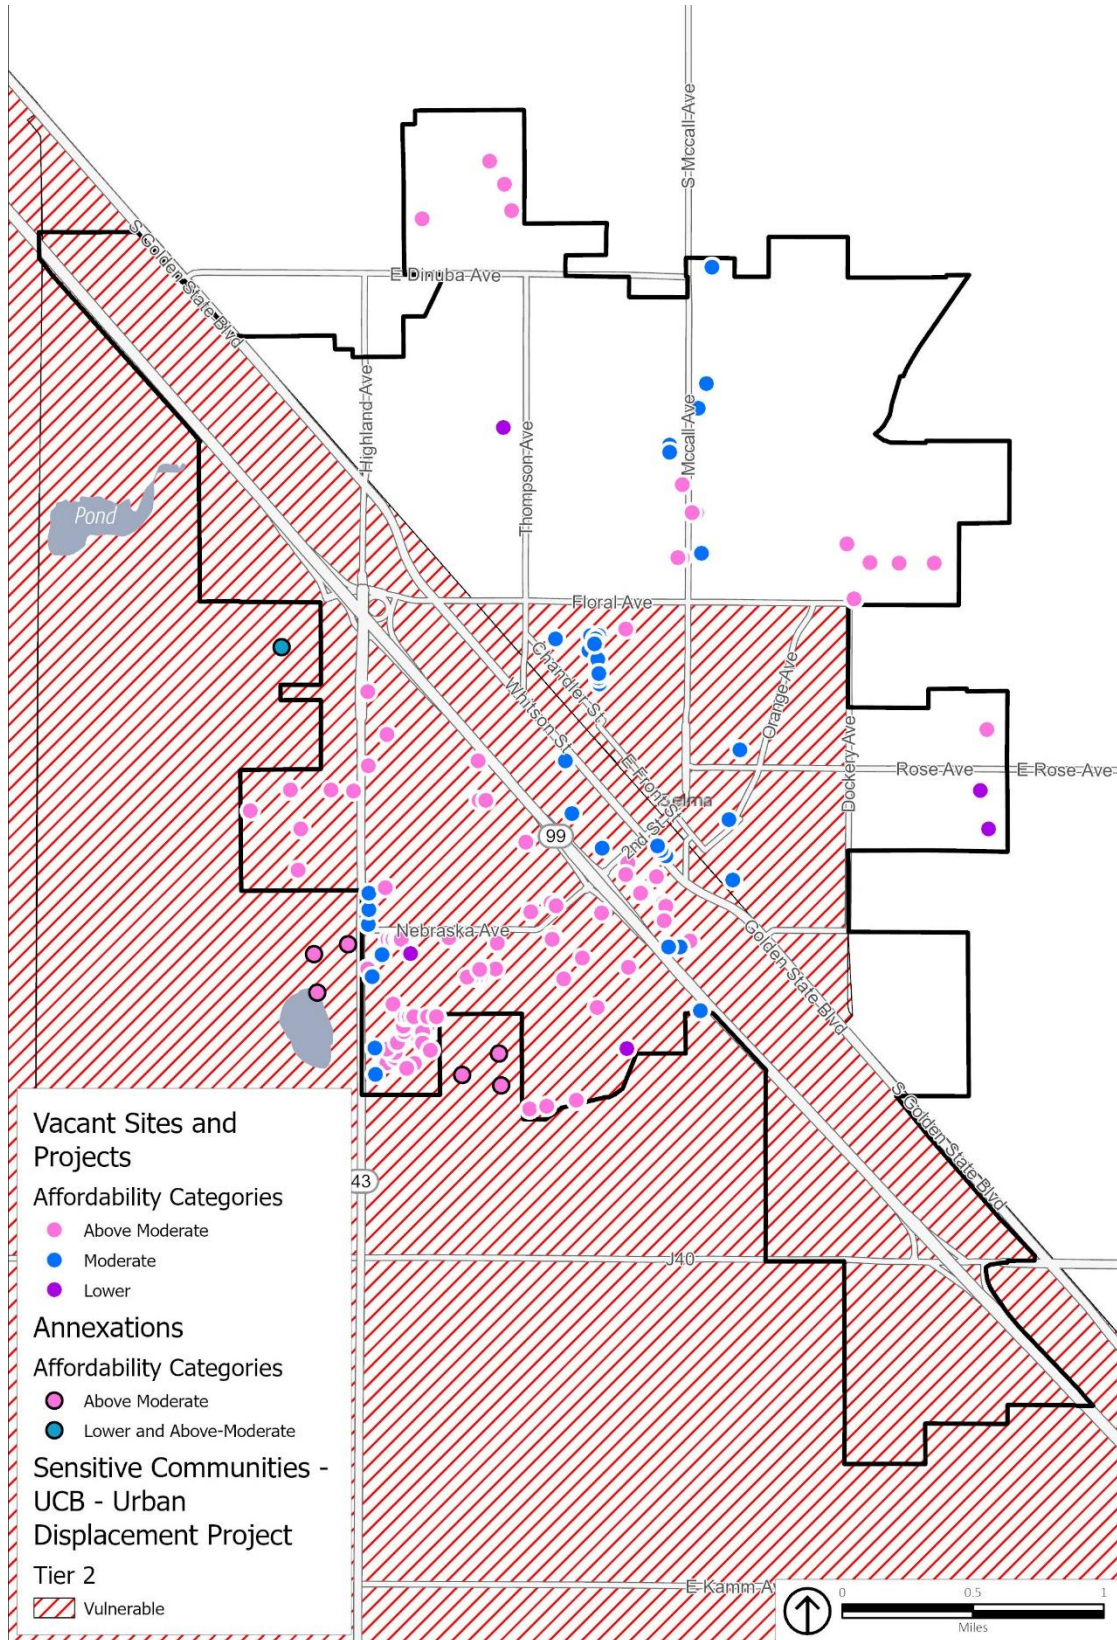 S Mccall Ave
S Golden State Blvd
E Dinuba Ave
Highland Ave
Thompson Ave
Mccall Ave
Pond
Floral Ave
Chandler St
Whitson St
Orange Ave
E Front St
Dockery Ave
Rose Ave
E Rose Ave
Selma
99
2nd St
Nebraska Ave
Golden State Blvd
S Golden State Blvd
43
J40
E Kamm Av
Vacant Sites and
Projects
Affordability Categories
Above Moderate
Moderate
Lower
Annexations
Affordability Categories
Above Moderate
Lower and Above-Moderate
Sensitive Communities -
UCB - Urban
Displacement Project
Tier 2
Vulnerable
0 0.5 1
Miles